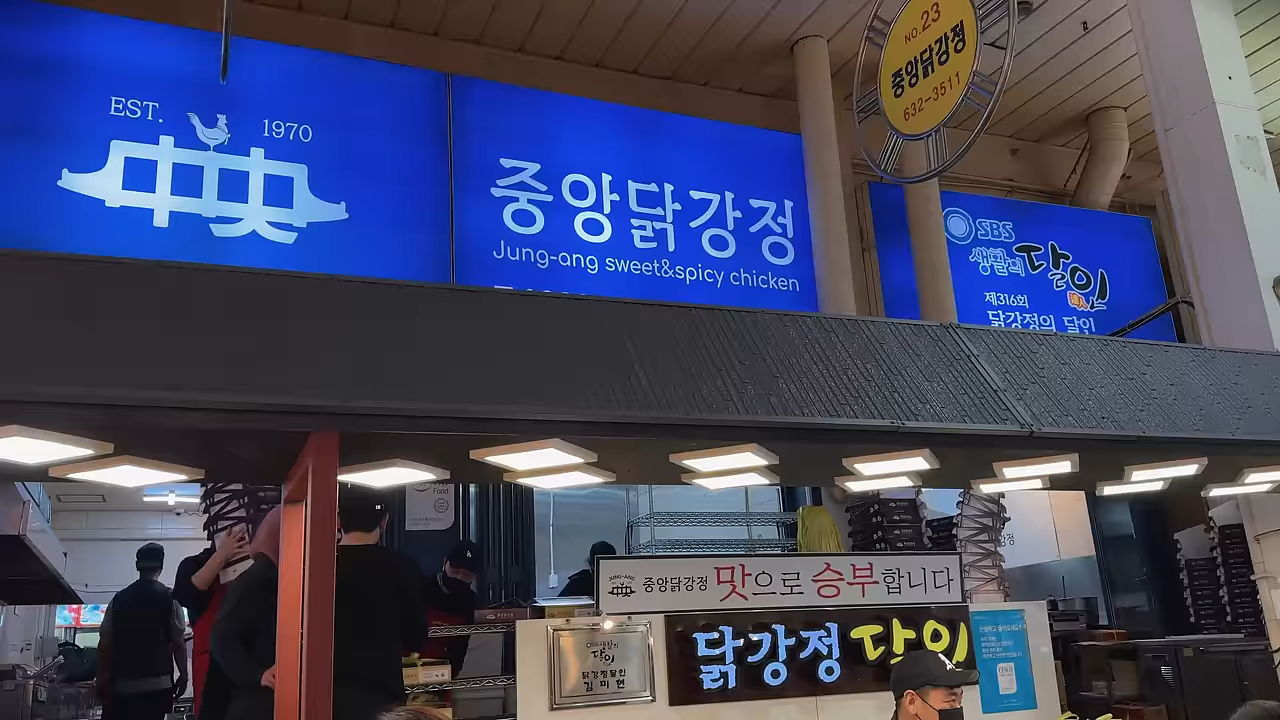 EST. 1970
中央
중앙닭강정
Jung-ang sweet&spicy chicken
NO.23
중앙닭강정
632-3511
SBS
생활의 달인
제316회
닭강정의 달인
Food
JUNG-ANG
중앙닭강정 맛으로 승부합니다
닭강정 달인
생활의
달인
닭강정달인
김미현